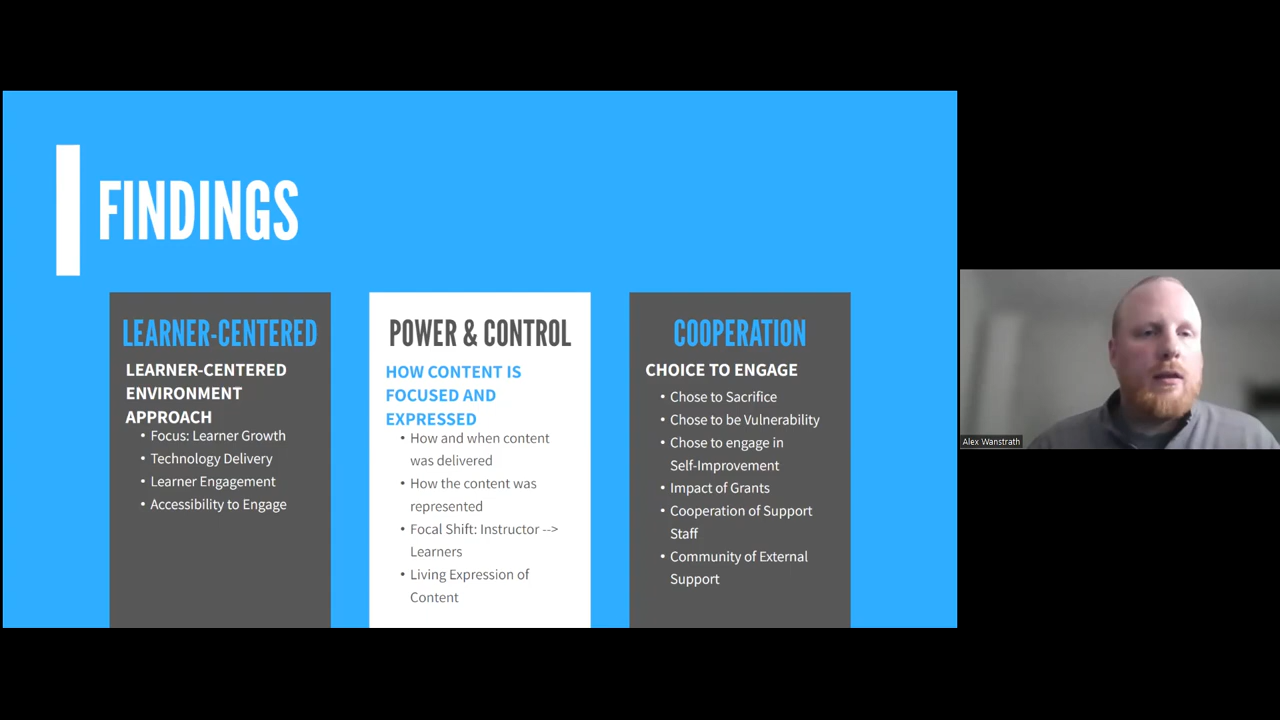 FINDINGS
LEARNER-CENTERED
LEARNER-CENTERED
ENVIRONMENT
APPROACH
• Focus: Learner Growth
• Technology Delivery
• Learner Engagement
• Accessibility to Engage
POWER & CONTROL
HOW CONTENT IS
FOCUSED AND
EXPRESSED
• How and when content
was delivered
• How the content was
represented
• Focal Shift: Instructor -->
Learners
• Living Expression of
Content
COOPERATION
CHOICE TO ENGAGE
• Chose to Sacrifice
• Chose to be Vulnerability
• Chose to engage in
Self-Improvement
• Impact of Grants
• Cooperation of Support
Staff
• Community of External
Support
Alex Wanstrath